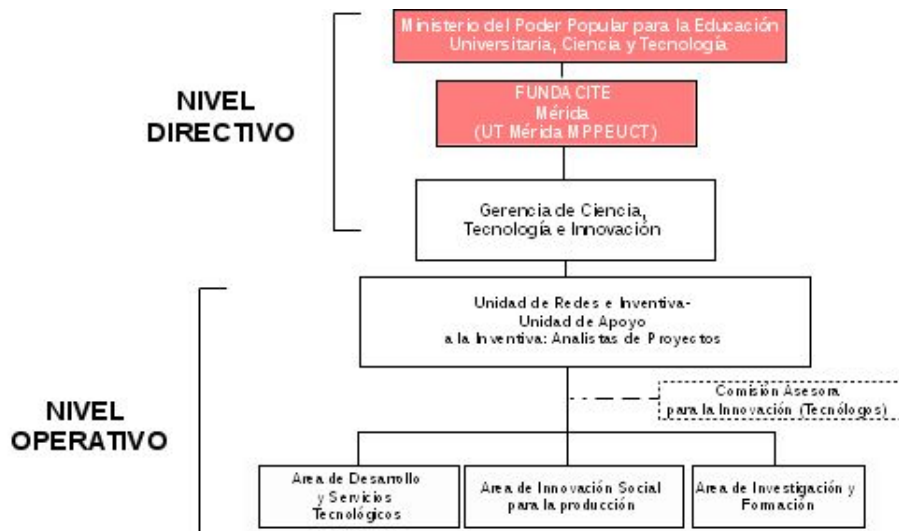 Ministerio del Poder Popular para la Educación
Universitaria, Ciencia y Tecnología
NIVEL
DIRECTIVO
FUNDA CITE
Mérida
(UT Mérida MPPEUCT)
Gerencia de Ciencia,
Tecnología e Innovación
Unidad de Redes e Inventiva-
Unidad de Apoyo
a la Inventiva: Analistas de Proyectos
NIVEL
OPERATIVO
Comisión Asesora
para la Innovación (Tecnólogos)
Area de Desarrollo
y Servicios
Tecnológicos
Area de Innovación Social
para la producción
Area de Investigación y
Formación